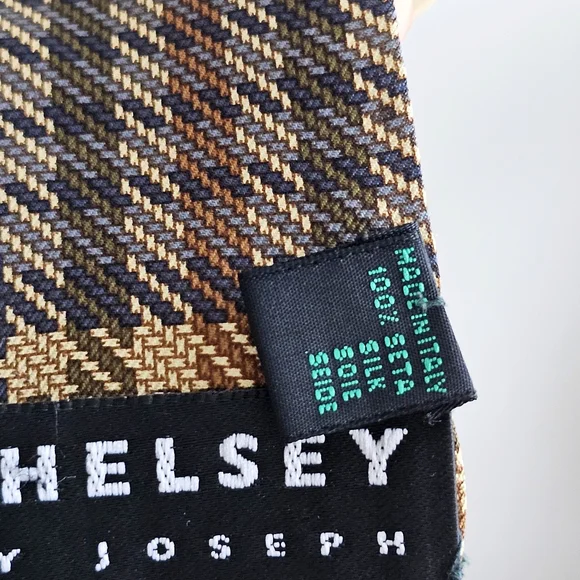 MADE IN ITALY
100% SETA
SILK
SOIE
SEIDE
HELSEY
Y JOSEPH